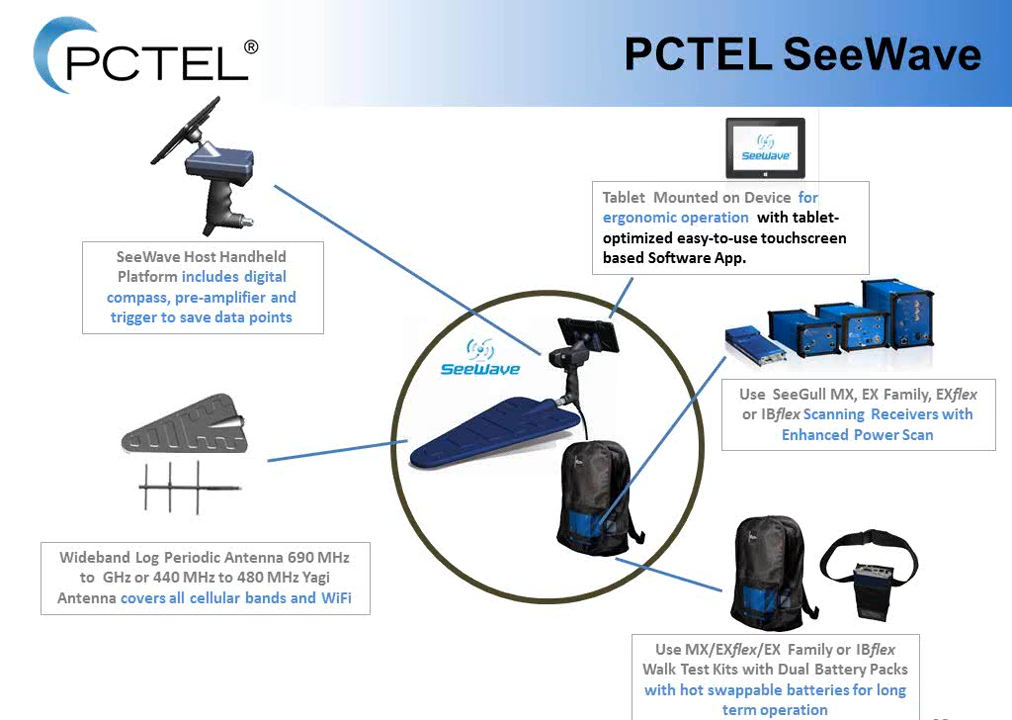 PCTEL®
PCTEL SeeWave
SeeWave
Tablet Mounted on Device for
ergonomic operation with tablet-
optimized easy-to-use touchscreen
based Software App.
SeeWave Host Handheld
Platform includes digital
compass, pre-amplifier and
trigger to save data points
SeeWave
Use SeeGull MX, EX Family, EXflex
or IBflex Scanning Receivers with
Enhanced Power Scan
Wideband Log Periodic Antenna 690 MHz
to GHz or 440 MHz to 480 MHz Yagi
Antenna covers all cellular bands and WiFi
Use MX/EXflex/EX Family or IBflex
Walk Test Kits with Dual Battery Packs
with hot swappable batteries for long
term operation